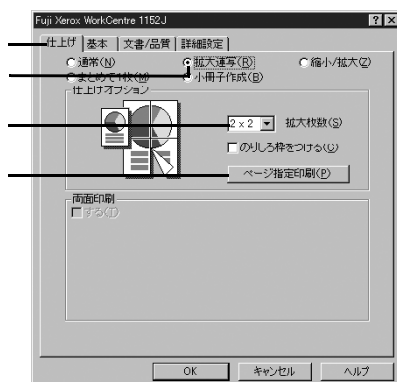 Fuji Xerox WorkCentre 1152J
仕上げ 基本 文書/品質 詳細設定
通常(N) 拡大連写(R) 縮小/拡大(Z)
まとめて1枚(M) 小冊子作成(B)
仕上げオプション
2 x 2 拡大枚数(S)
のりしろ枠をつける(U)
ページ指定印刷(P)
両面印刷
する(T)
OK キャンセル ヘルプ